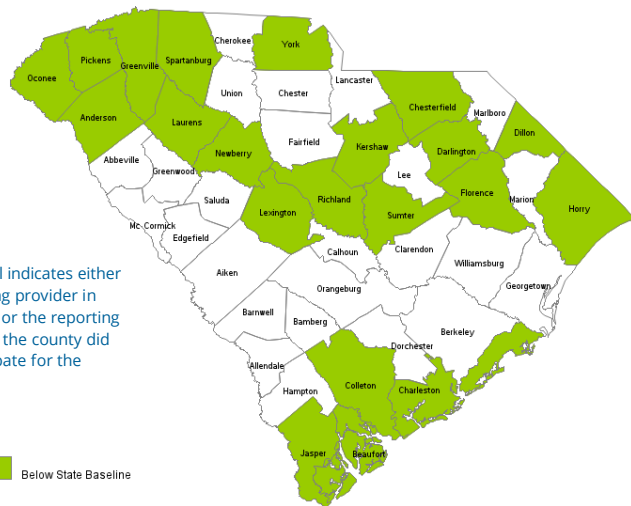 Cherokee
York
Oconee
Pickens
Greenville
Spartanburg
Union
Chester
Lancaster
Chesterfield
Marlboro
Dillon
Anderson
Laurens
Newberry
Fairfield
Kershaw
Darlington
Lee
Florence
Marion
Horry
Abbeville
Greenwood
Saluda
Lexington
Richland
Sumter
Mc Cormick
Edgefield
Calhoun
Clarendon
Williamsburg
Georgetown
Aiken
Orangeburg
Barnwell
Bamberg
Berkeley
Dorchester
Allendale
Hampton
Colleton
Charleston
Jasper
Beaufort
indicates either
g provider in
or the reporting
the county did
pate for the
Below State Baseline